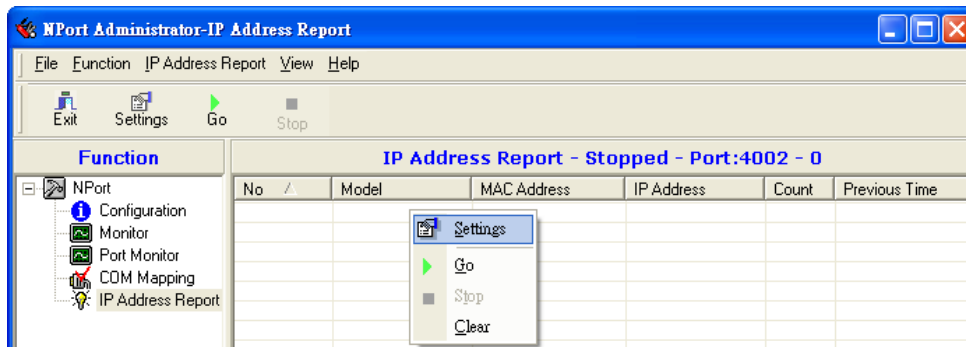 NPort Administrator-IP Address Report
File Function IP Address Report View Help
Exit Settings Go Stop
Function
IP Address Report - Stopped - Port:4002 - 0
NPort
Configuration
Monitor
Port Monitor
COM Mapping
IP Address Report
No Model MAC Address IP Address Count Previous Time
Settings
Go
Stop
Clear